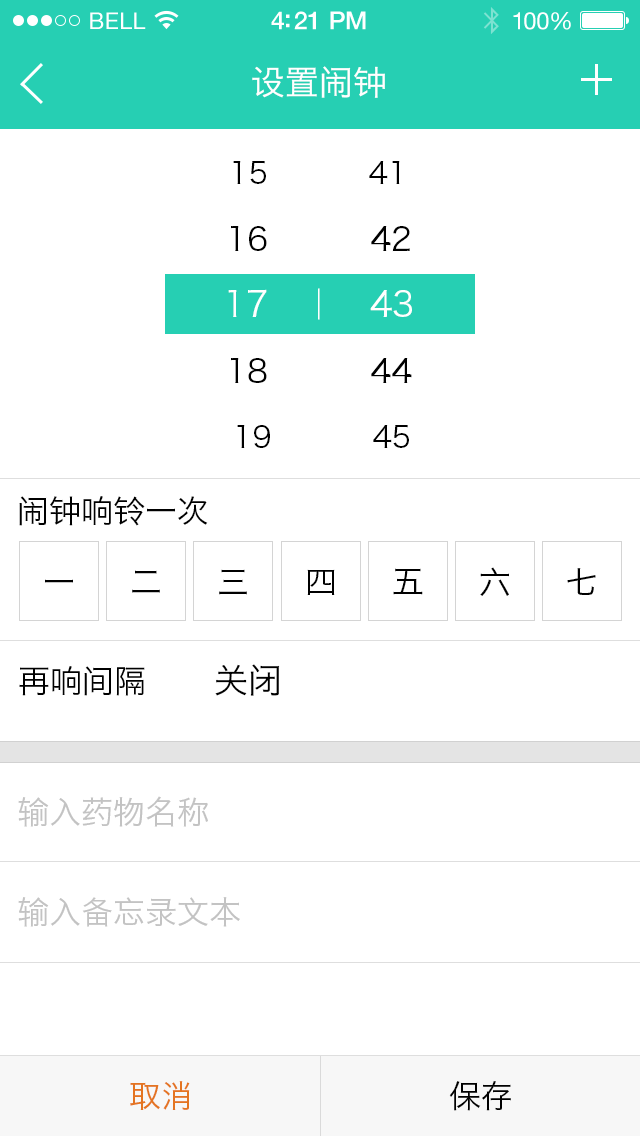 BELL 4:21 PM 100%
设置闹钟
15 41
16 42
17 43
18 44
19 45
闹钟响铃一次
一 二 三 四 五 六 七
再响间隔 关闭
输入药物名称
输入备忘录文本
取消 保存